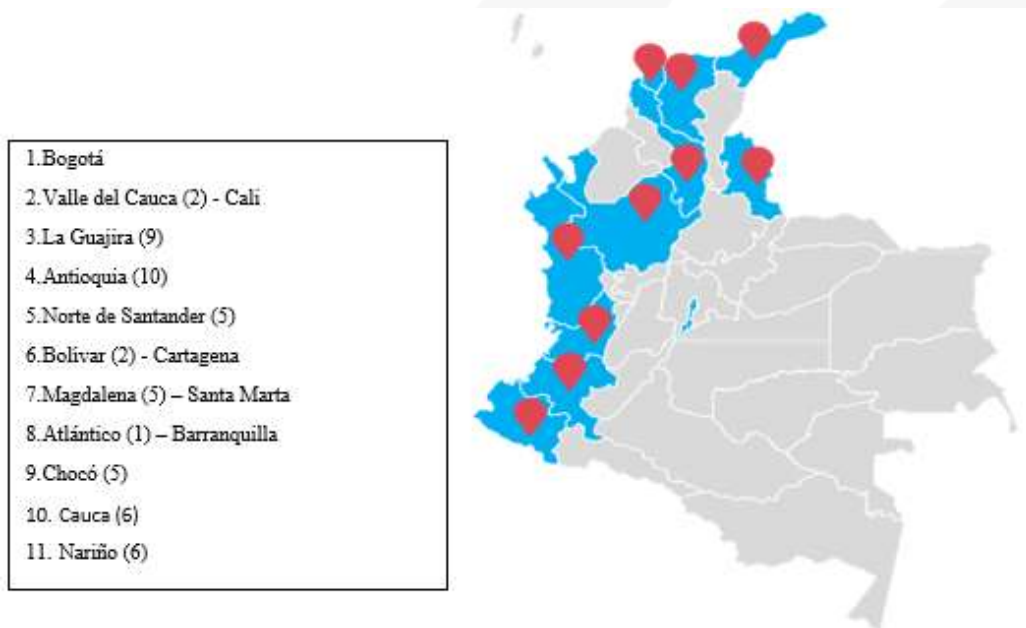 1.Bogotá
2.Valle del Cauca (2) - Cali
3.La Guajira (9)
4.Antioquia (10)
5.Norte de Santander (5)
6.Bolívar (2) - Cartagena
7.Magdalena (5) – Santa Marta
8.Atlántico (1) – Barranquilla
9.Chocó (5)
10. Cauca (6)
11. Nariño (6)